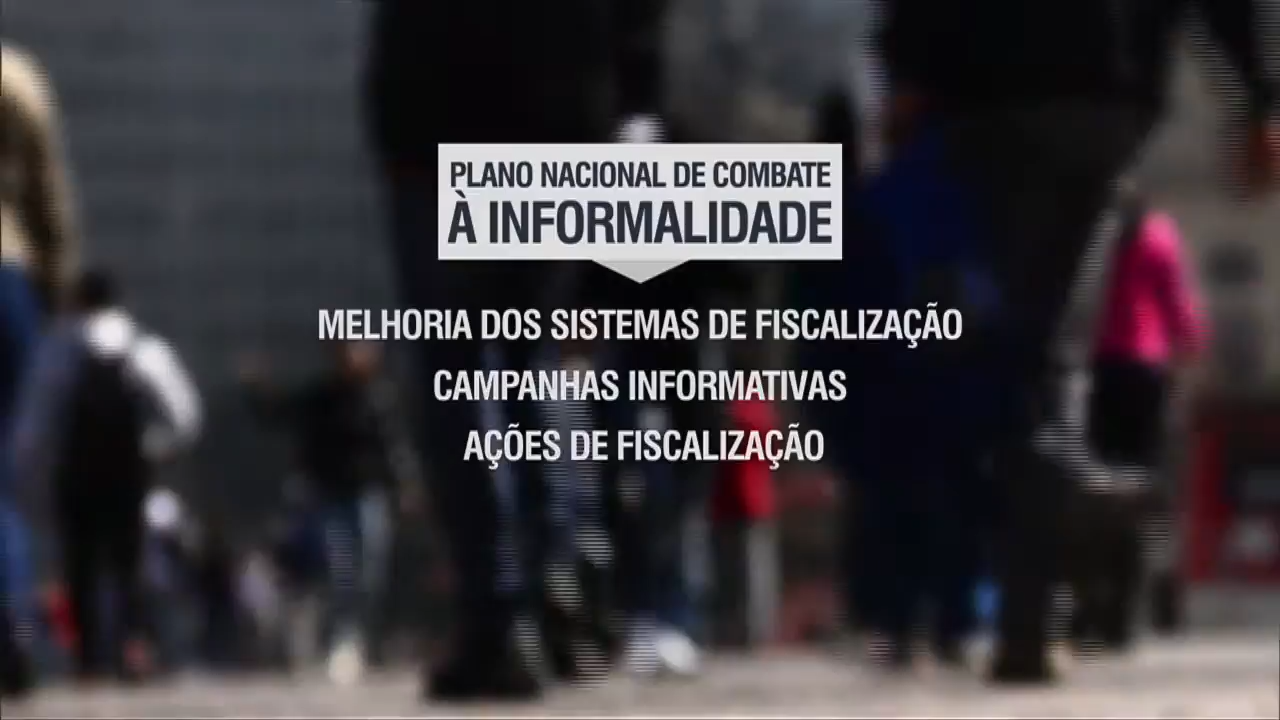 PLANO NACIONAL DE COMBATE
À INFORMALIDADE
MELHORIA DOS SISTEMAS DE FISCALIZAÇÃO
CAMPANHAS INFORMATIVAS
AÇÕES DE FISCALIZAÇÃO